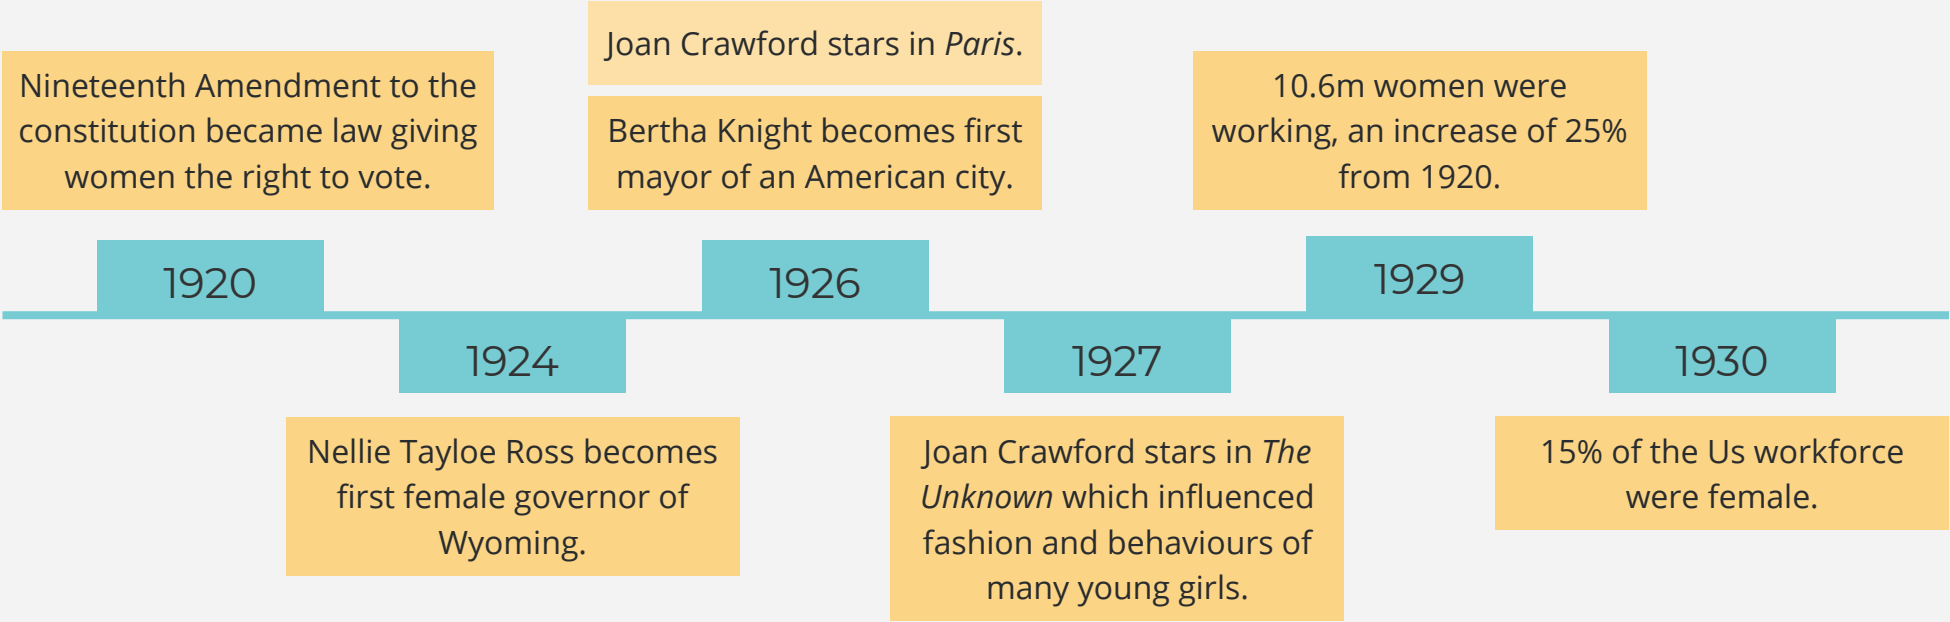 Nineteenth Amendment to the
constitution became law giving
women the right to vote.
1920
1924
Nellie Tayloe Ross becomes
first female governor of
Wyoming.
Joan Crawford stars in Paris.
Bertha Knight becomes first
mayor of an American city.
1926
1927
Joan Crawford stars in The
Unknown which influenced
fashion and behaviours of
many young girls.
10.6m women were
working, an increase of 25%
from 1920.
1929
1930
15% of the Us workforce
were female.